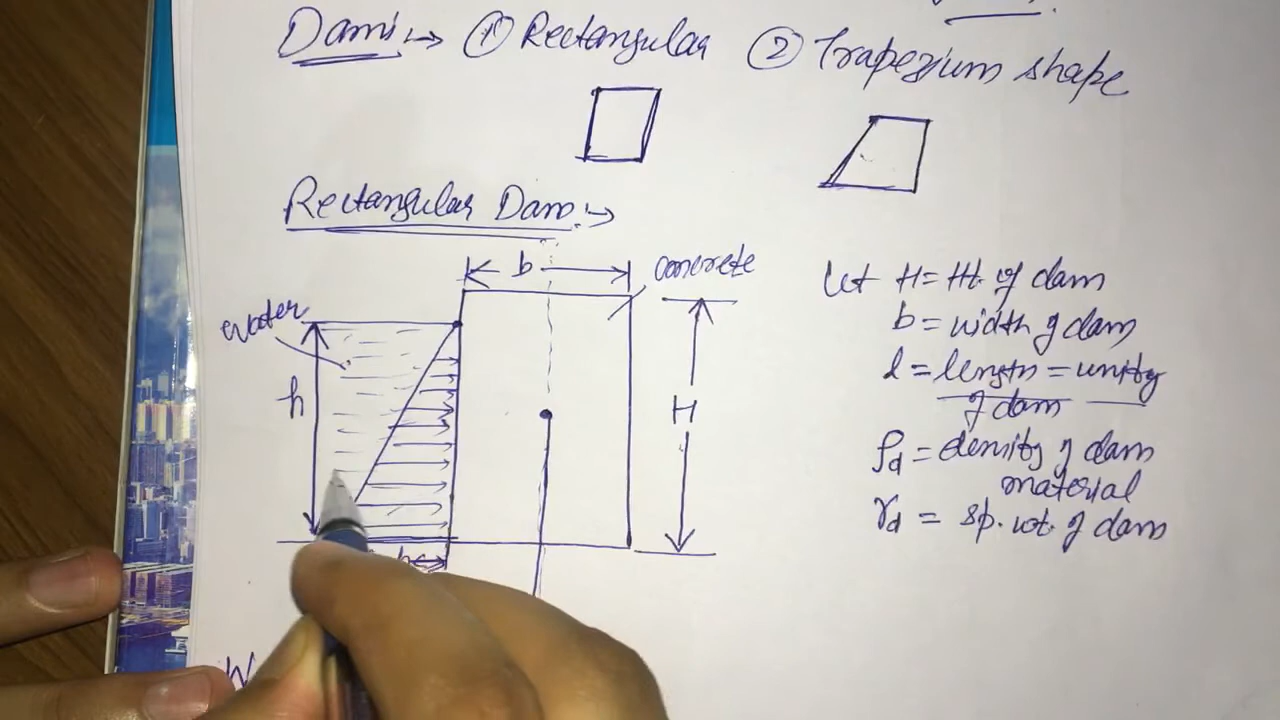 Dam:→ ① Rectangular ② Trapezium shape
Rectangular Dam:→
b
concrete
water
h
H
Let H = Ht. of dam
b = width of dam
l = length = unity
of dam
ρd = density of dam
material
γd = sp. wt. of dam
W